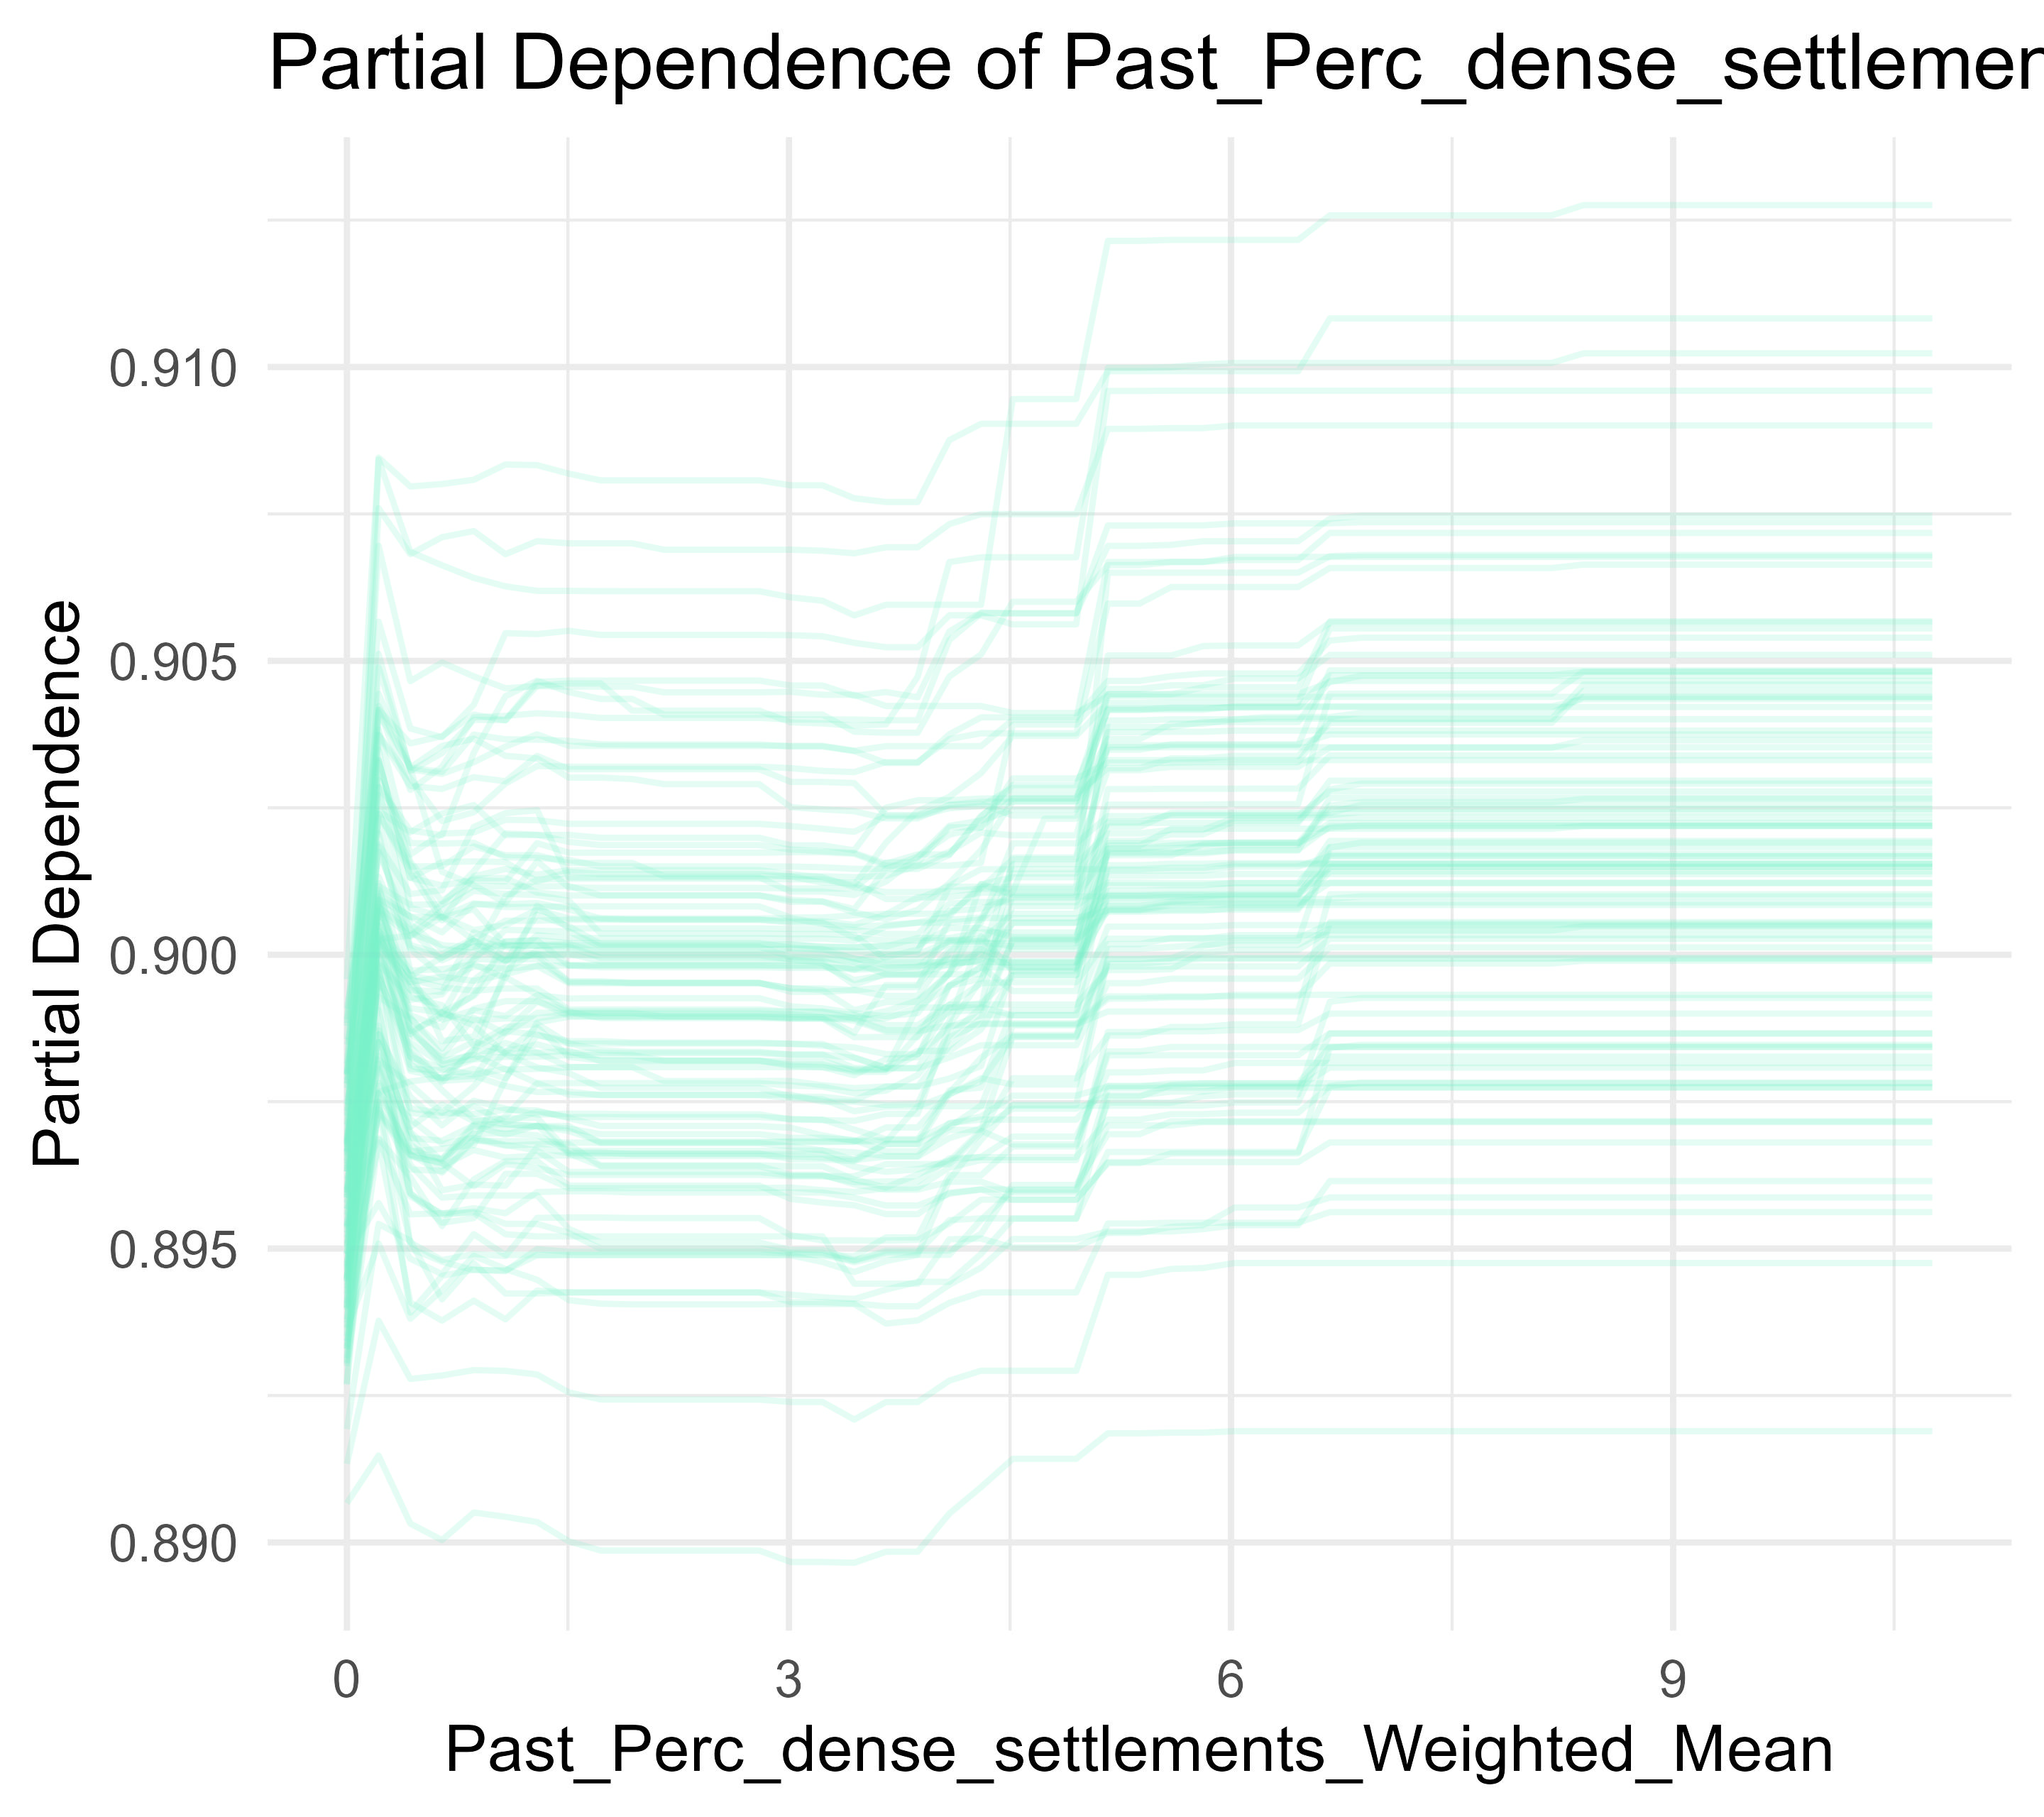 Partial Dependence of Past_Perc_dense_settlemen
Partial Dependence
0.910
0.905
0.900
0.895
0.890
0 3 6 9
Past_Perc_dense_settlements_Weighted_Mean